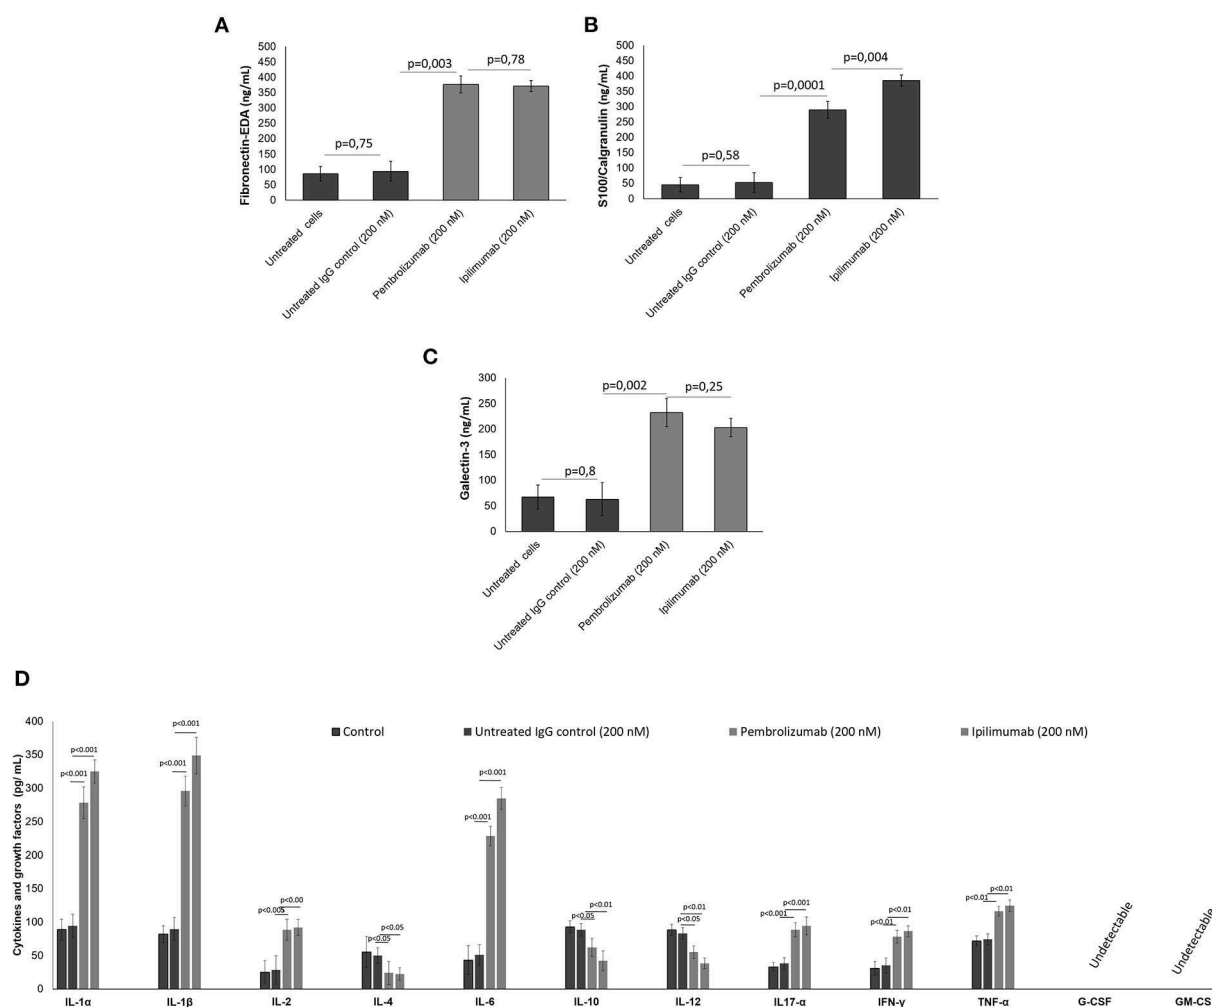 A
Fibronectin-EDA (ng/mL)
500
450
400
350
300
250
200
150
100
50
0
p=0,75
p=0,003
p=0,78
Untreated cells
Untreated IgG control (200 nM)
Pembrolizumab (200 nM)
Ipilimumab (200 nM)
B
S100/Calgranulin (ng/mL)
500
450
400
350
300
250
200
150
100
50
0
p=0,58
p=0,0001
p=0,004
Untreated cells
Untreated IgG control (200 nM)
Pembrolizumab (200 nM)
Ipilimumab (200 nM)
C
Galectin-3 (ng/mL)
300
250
200
150
100
50
0
p=0,8
p=0,002
p=0,25
Untreated cells
Untreated IgG control (200 nM)
Pembrolizumab (200 nM)
Ipilimumab (200 nM)
D
Cytokines and growth factors (pg/mL)
400
350
300
250
200
150
100
50
0
Control
Untreated IgG control (200 nM)
Pembrolizumab (200 nM)
Ipilimumab (200 nM)
p<0.001
p<0.001
p<0.001
p<0.001
p<0.005
p<0.00
p<0.05
p<0.05
p<0.001
p<0.001
p<0.05
p<0.01
p<0.05
p<0.01
p<0.001
p<0.001
p<0.01
p<0.01
p<0.01
p<0.01
Undetectable
Undetectable
IL-1α
IL-1β
IL-2
IL-4
IL-6
IL-10
IL-12
IL17-α
IFN-γ
TNF-α
G-CSF
GM-CS